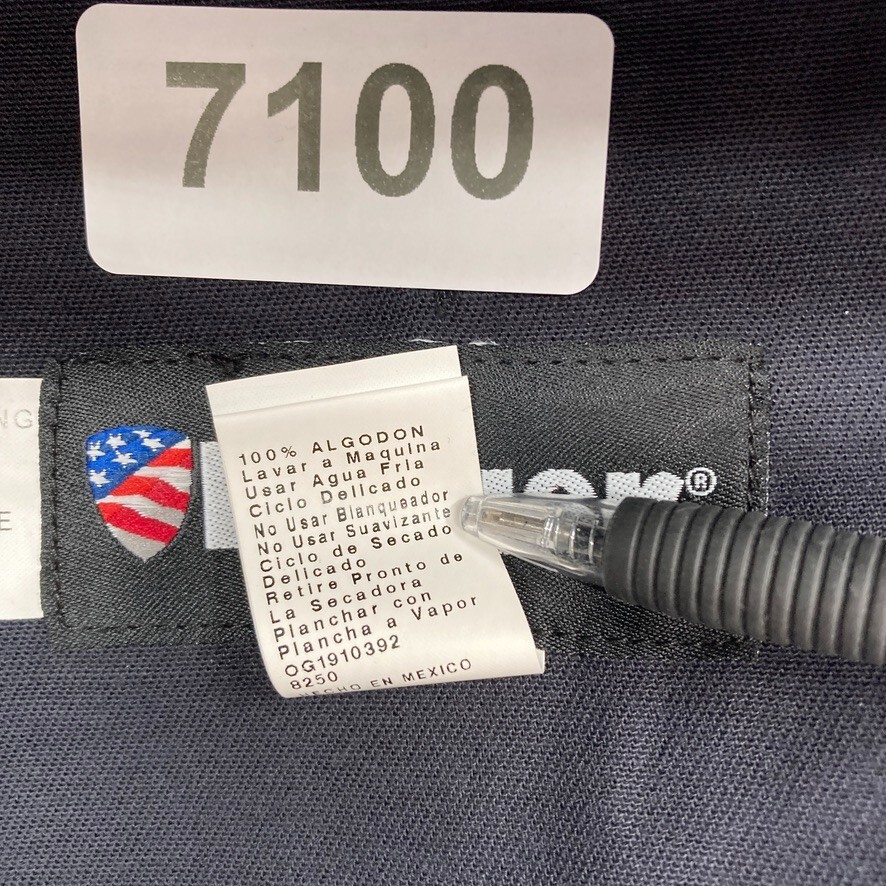 7100
NG
E
®
100% ALGODON
Lavar a Maquina
Usar Agua Fria
Ciclo Delicado
No Usar Blanqueador
No Usar Suavizante
Ciclo de Secado
Delicado
Retire Pronto de
La Secadora
Planchar con
Plancha a Vapor
OG1910392
8250
HECHO EN MEXICO